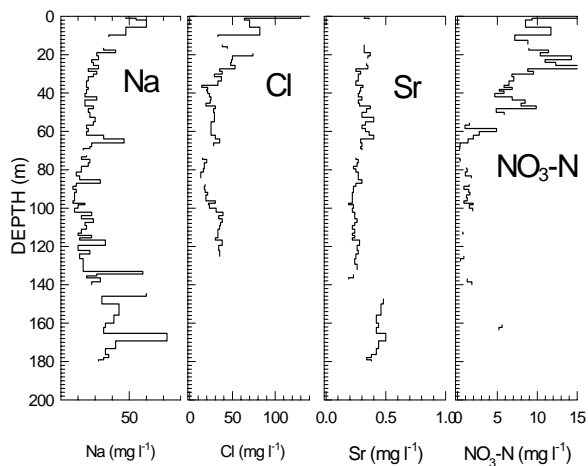 0
20
40
60
80
100
120
140
160
180
200
DEPTH (m)
Na
Cl
Sr
NO₃-N
50
0 50 100
0.0 0.5 1.0
0 5 10 15
Na (mg l⁻¹)
Cl (mg l⁻¹)
Sr (mg l⁻¹)
NO₃-N (mg l⁻¹)